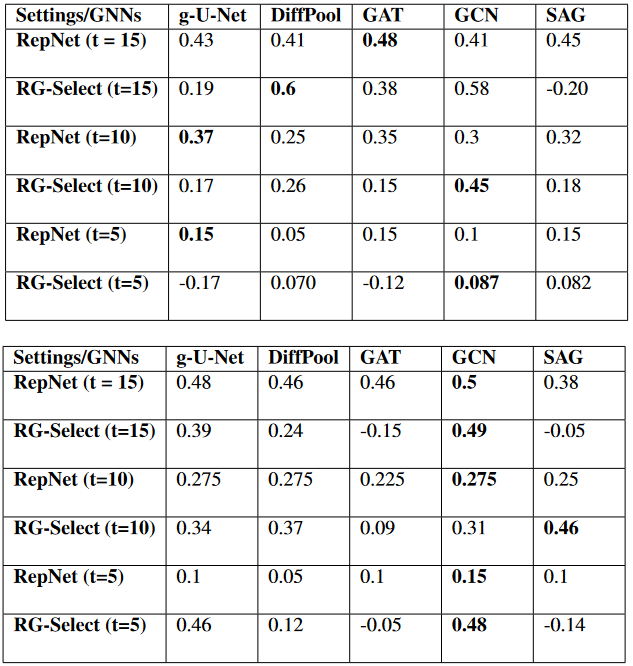 Settings/GNNs g-U-Net DiffPool GAT GCN SAG
RepNet (t = 15) 0.43 0.41 0.48 0.41 0.45
RG-Select (t=15) 0.19 0.6 0.38 0.58 -0.20
RepNet (t=10) 0.37 0.25 0.35 0.3 0.32
RG-Select (t=10) 0.17 0.26 0.15 0.45 0.18
RepNet (t=5) 0.15 0.05 0.15 0.1 0.15
RG-Select (t=5) -0.17 0.070 -0.12 0.087 0.082
Settings/GNNs g-U-Net DiffPool GAT GCN SAG
RepNet (t = 15) 0.48 0.46 0.46 0.5 0.38
RG-Select (t=15) 0.39 0.24 -0.15 0.49 -0.05
RepNet (t=10) 0.275 0.275 0.225 0.275 0.25
RG-Select (t=10) 0.34 0.37 0.09 0.31 0.46
RepNet (t=5) 0.1 0.05 0.1 0.15 0.1
RG-Select (t=5) 0.46 0.12 -0.05 0.48 -0.14